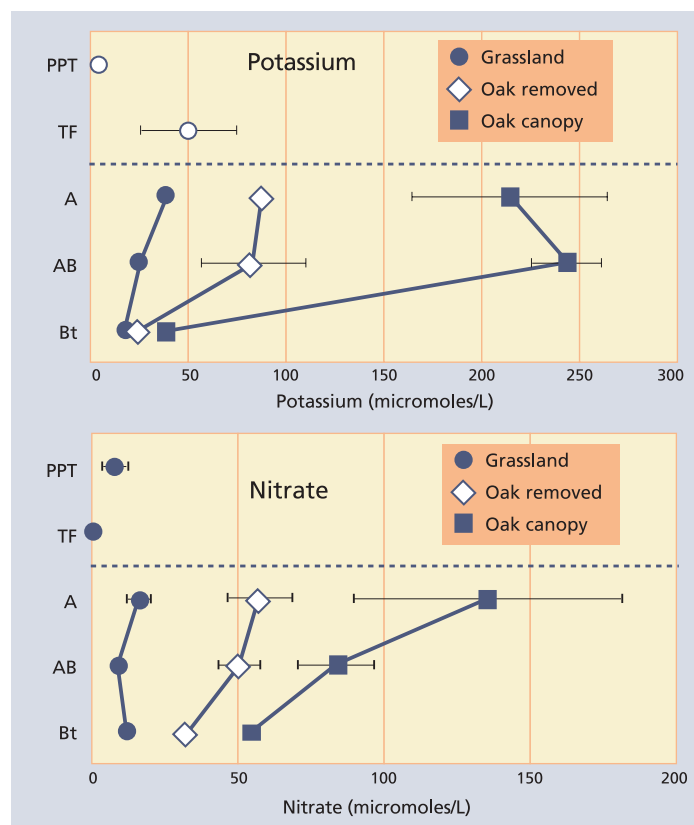 Potassium
Grassland
Oak removed
Oak canopy
PPT
TF
A
AB
Bt
0 50 100 150 200 250 300
Potassium (micromoles/L)
Nitrate
Grassland
Oak removed
Oak canopy
PPT
TF
A
AB
Bt
0 50 100 150 200
Nitrate (micromoles/L)